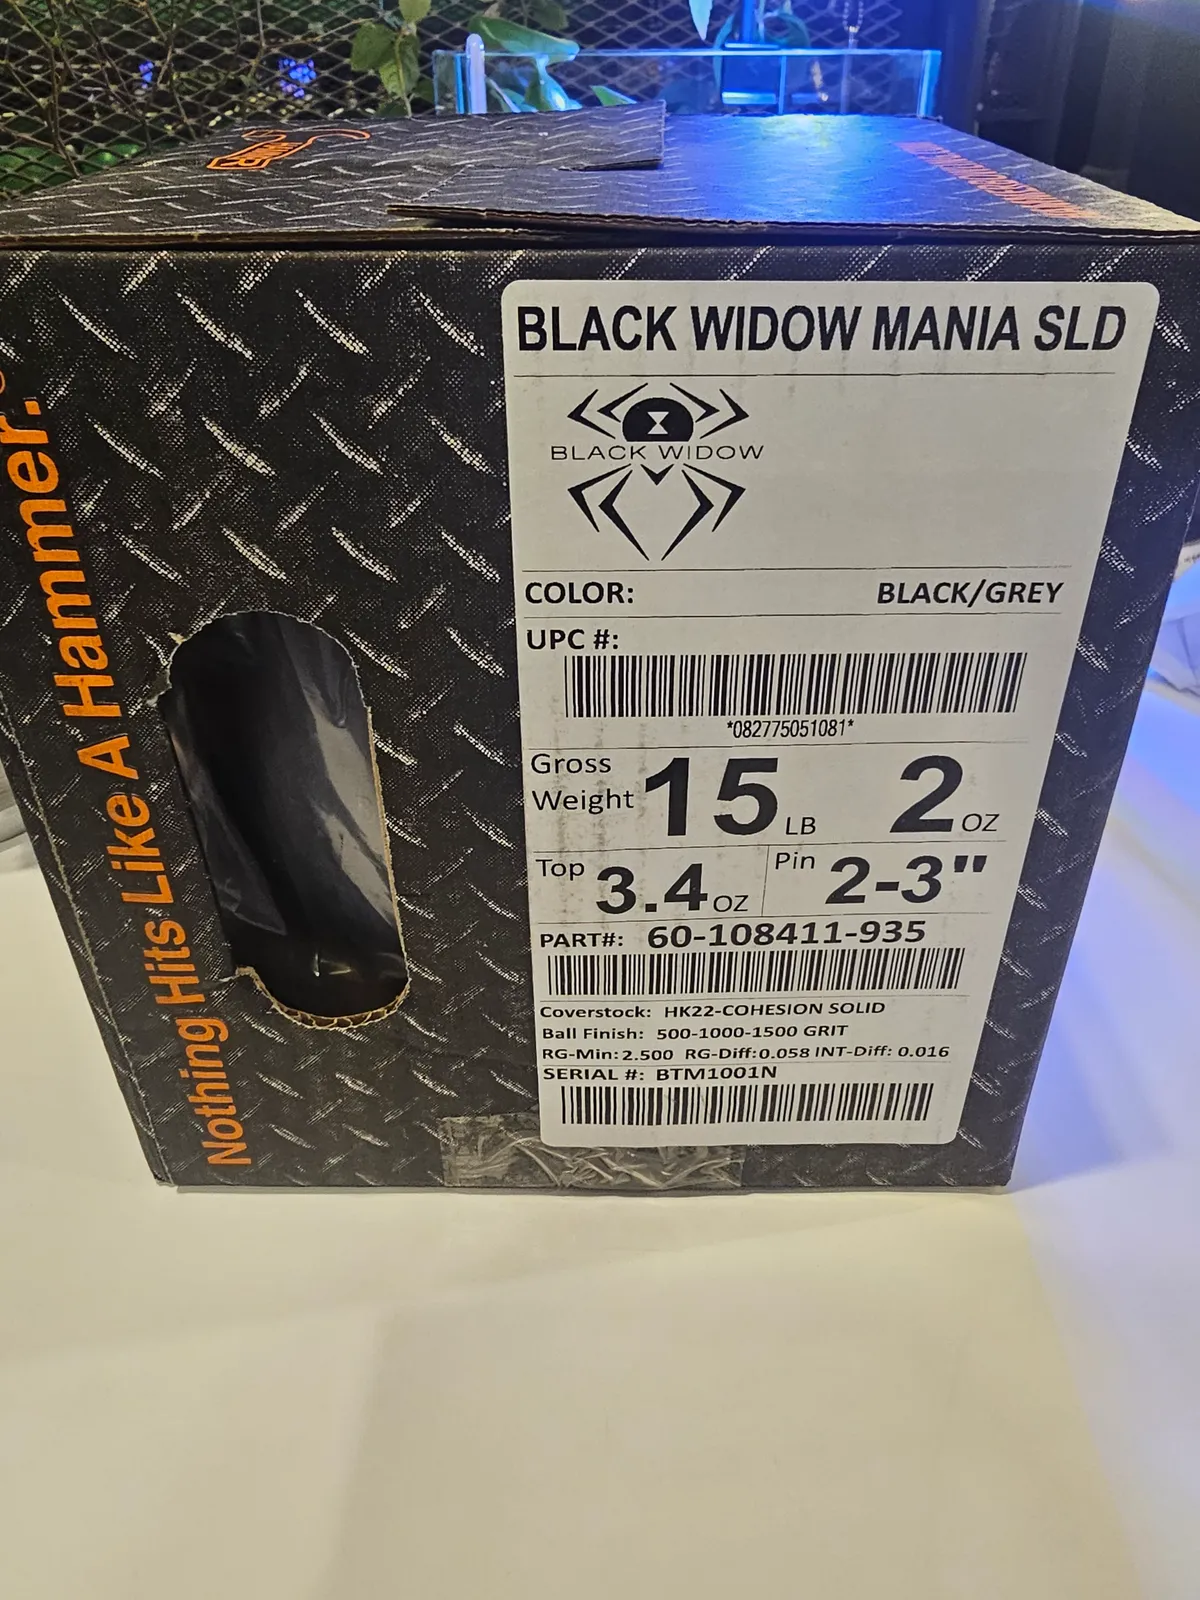 Nothing Hits Like A Hammer.
BLACK WIDOW MANIA SLD
BLACK WIDOW
COLOR: BLACK/GREY
UPC #:
*082775051081*
Gross Weight 15 LB 2 OZ
Top 3.4 OZ Pin 2-3"
PART#: 60-108411-935
Coverstock: HK22-COHESION SOLID
Ball Finish: 500-1000-1500 GRIT
RG-Min: 2.500 RG-Diff: 0.058 INT-Diff: 0.016
SERIAL #: BTM1001N